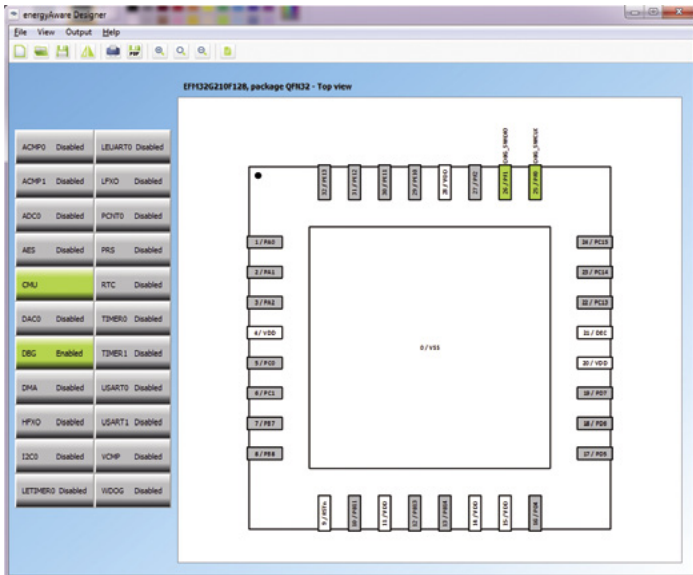 energyAware Designer
File View Output Help
EFM32G210F128, package QFN32 - Top view
ACMP0 Disabled
LEUART0 Disabled
ACMP1 Disabled
LFXO Disabled
ADC0 Disabled
PCNT0 Disabled
AES Disabled
PRS Disabled
CMU
RTC Disabled
DAC0 Disabled
TIMER0 Disabled
DBG Enabled
TIMER1 Disabled
DMA Disabled
USART0 Disabled
HFXO Disabled
USART1 Disabled
I2C0 Disabled
VCMP Disabled
LETIMER0 Disabled
WDOG Disabled
DBG_SWDIO
DBG_SWCLK
32 / PE13
31 / PE12
30 / PE11
29 / PE10
28 / VDD
27 / PF2
26 / PF1
25 / PF0
1 / PA0
2 / PA1
3 / PA2
4 / VDD
5 / PC0
6 / PC1
7 / PB7
8 / PB8
0 / VSS
24 / PC15
23 / PC14
22 / PC13
21 / DEC
20 / VDD
19 / PD7
18 / PD6
17 / PD5
9 / RSTn
10 / PB11
11 / VDD
12 / PB13
13 / PB14
14 / VDD
15 / VDD
16 / PD4